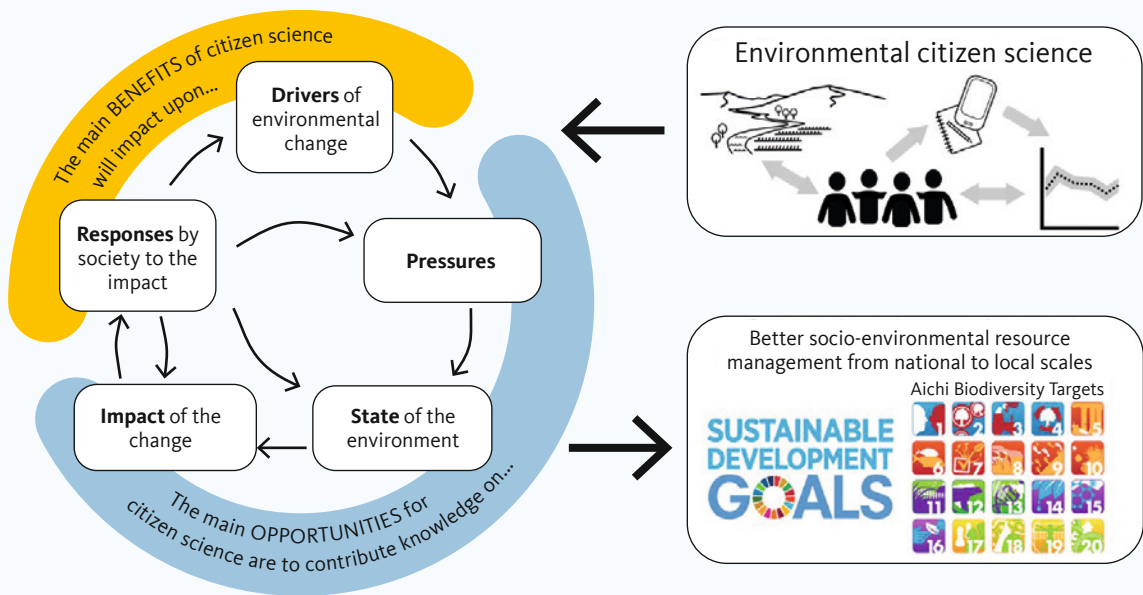 The main BENEFITS of citizen science
will impact upon...
Drivers of
environmental
change
Responses by
society to the
impact
Pressures
Impact of the
change
State of the
environment
The main OPPORTUNITIES for
citizen science are to contribute knowledge on...
Environmental citizen science
Better socio-environmental resource
management from national to local scales
Aichi Biodiversity Targets
SUSTAINABLE
DEVELOPMENT
GOALS
1 2 3 4 5
6 7 8 9 10
11 12 13 14 15
16 17 18 19 20